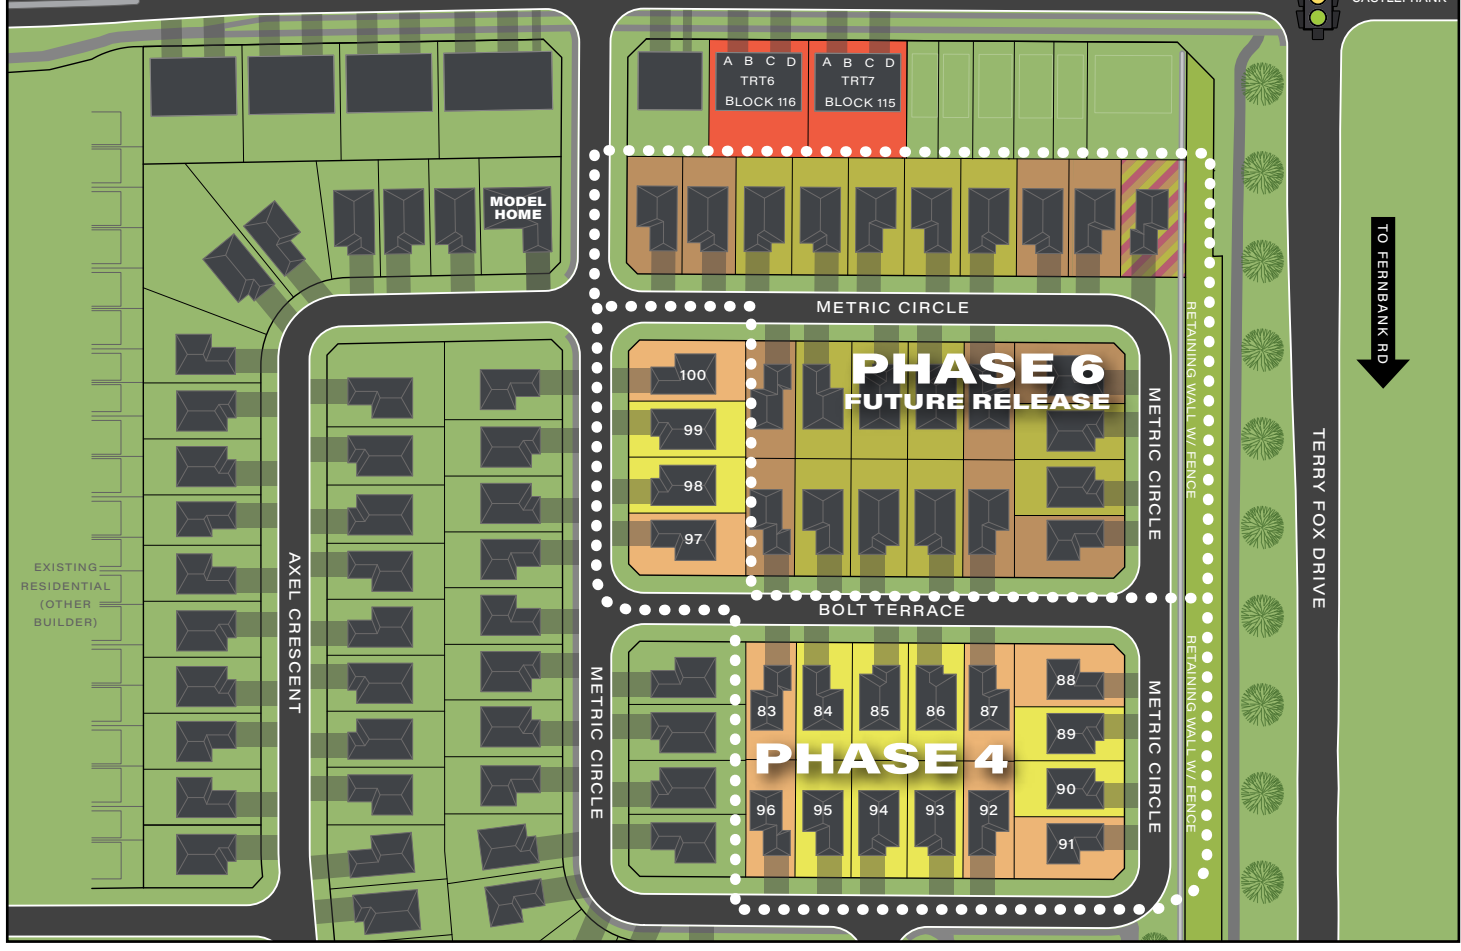 CASTLEFRANK
A B C D
TRT6
BLOCK 116
A B C D
TRT7
BLOCK 115
MODEL
HOME
TO FERNBANK RD
METRIC CIRCLE
RETAINING WALL W/ FENCE
100
99
98
97
PHASE 6
FUTURE RELEASE
METRIC CIRCLE
TERRY FOX DRIVE
EXISTING
RESIDENTIAL
(OTHER
BUILDER)
AXEL CRESCENT
BOLT TERRACE
METRIC CIRCLE
83
84
85
86
87
88
89
90
91
PHASE 4
96
95
94
93
92
METRIC CIRCLE
RETAINING WALL W/ FENCE